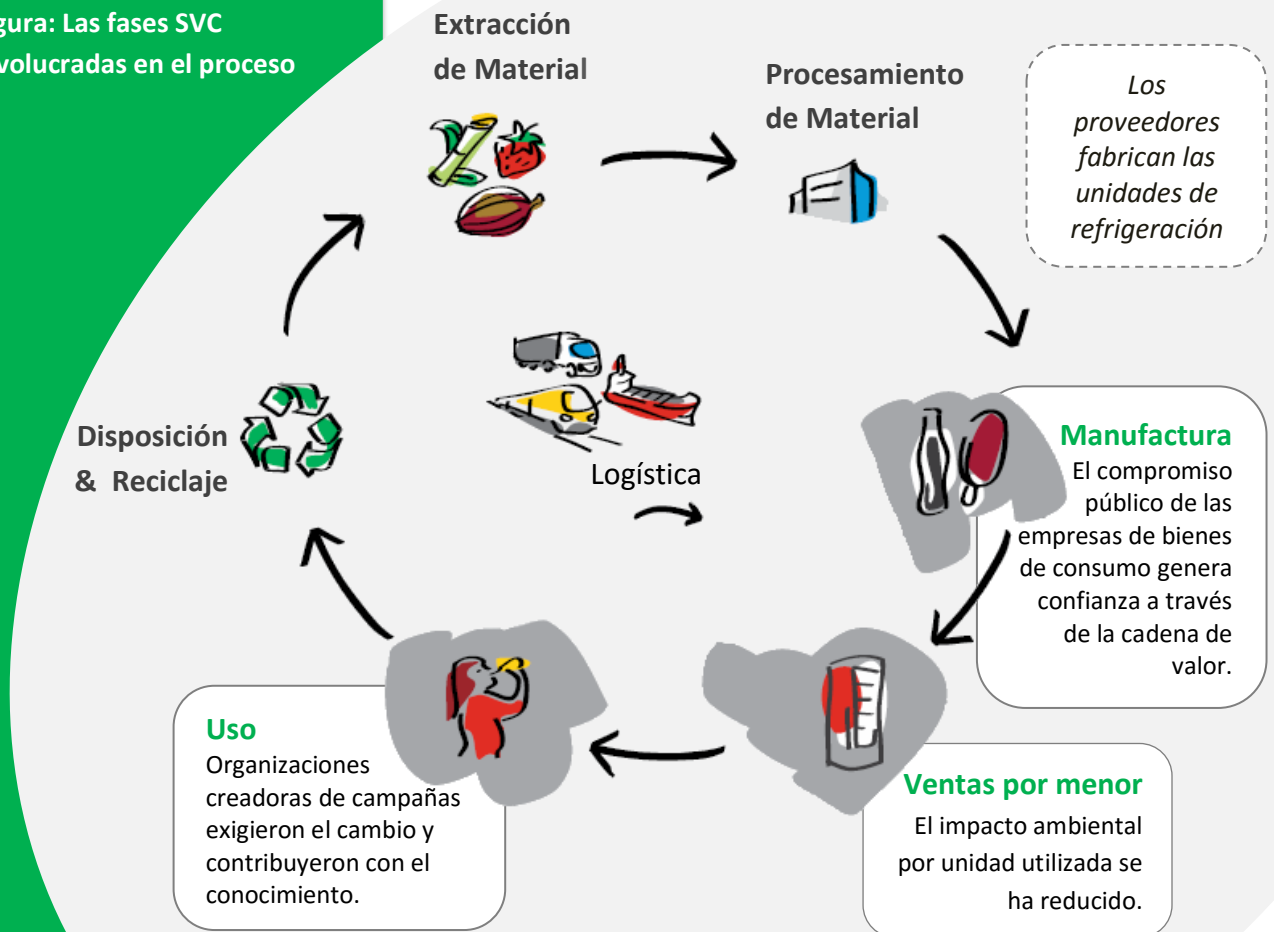 gura: Las fases SVC
volucradas en el proceso
Extracción
de Material
Procesamiento
de Material
Los
proveedores
fabrican las
unidades de
refrigeración
Disposición
& Reciclaje
Logística
Manufactura
El compromiso
público de las
empresas de bienes
de consumo genera
confianza a través
de la cadena de
valor.
Uso
Organizaciones
creadoras de campañas
exigieron el cambio y
contribuyeron con el
conocimiento.
Ventas por menor
El impacto ambiental
por unidad utilizada se
ha reducido.